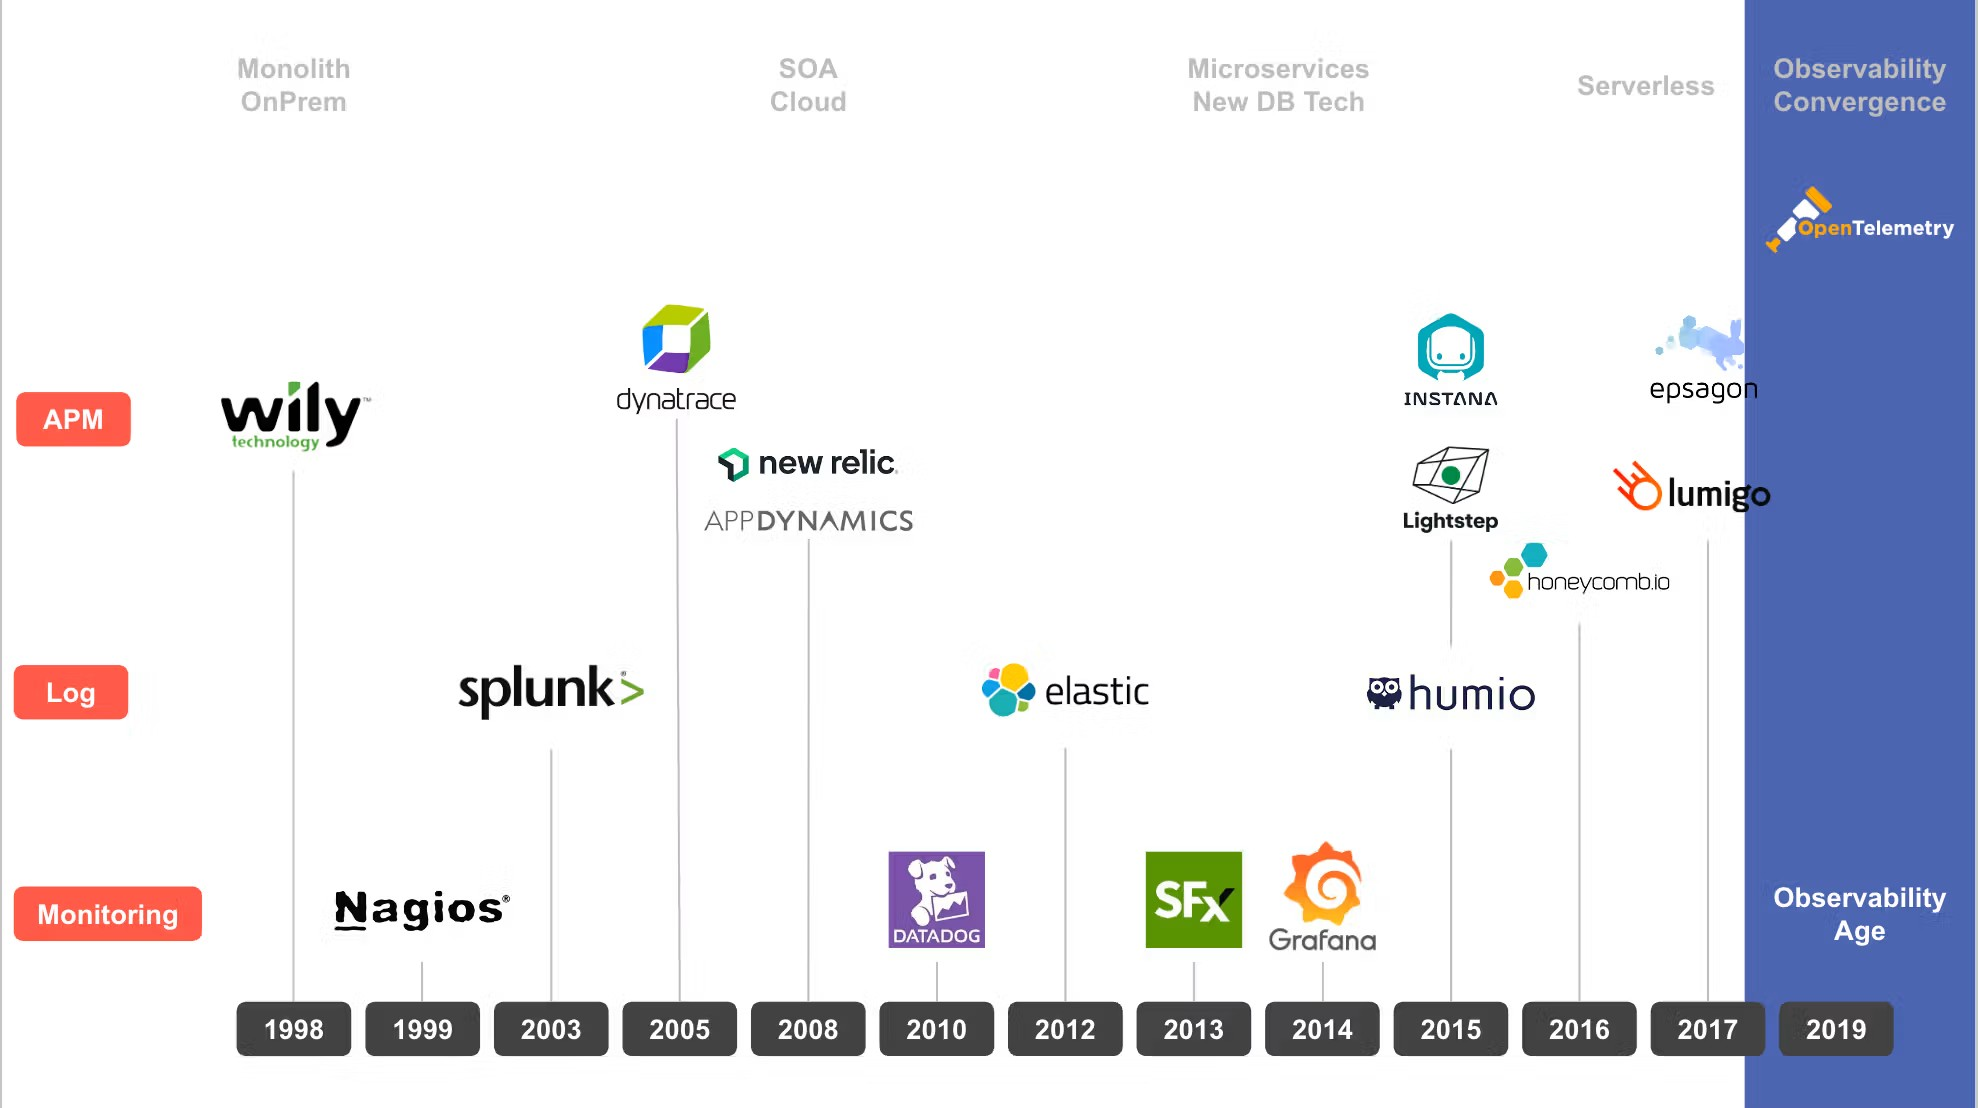 Monolith
OnPrem
SOA
Cloud
Microservices
New DB Tech
Serverless
Observability
Convergence
OpenTelemetry
APM
wily™
technology
dynatrace
new relic.
APPDYNAMICS
INSTANA
Lightstep
epsagon
lumigo
honeycomb.io
Log
splunk®>
elastic
humio
Monitoring
Nagios®
DATADOG
SFx
Grafana
Observability
Age
1998
1999
2003
2005
2008
2010
2012
2013
2014
2015
2016
2017
2019